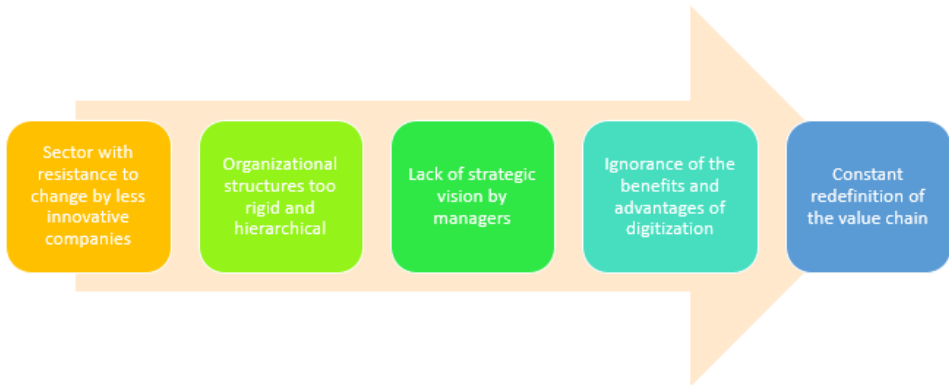 Sector with
resistance to
change by less
innovative
companies
Organizational
structures too
rigid and
hierarchical
Lack of strategic
vision by
managers
Ignorance of the
benefits and
advantages of
digitization
Constant
redefinition of
the value chain